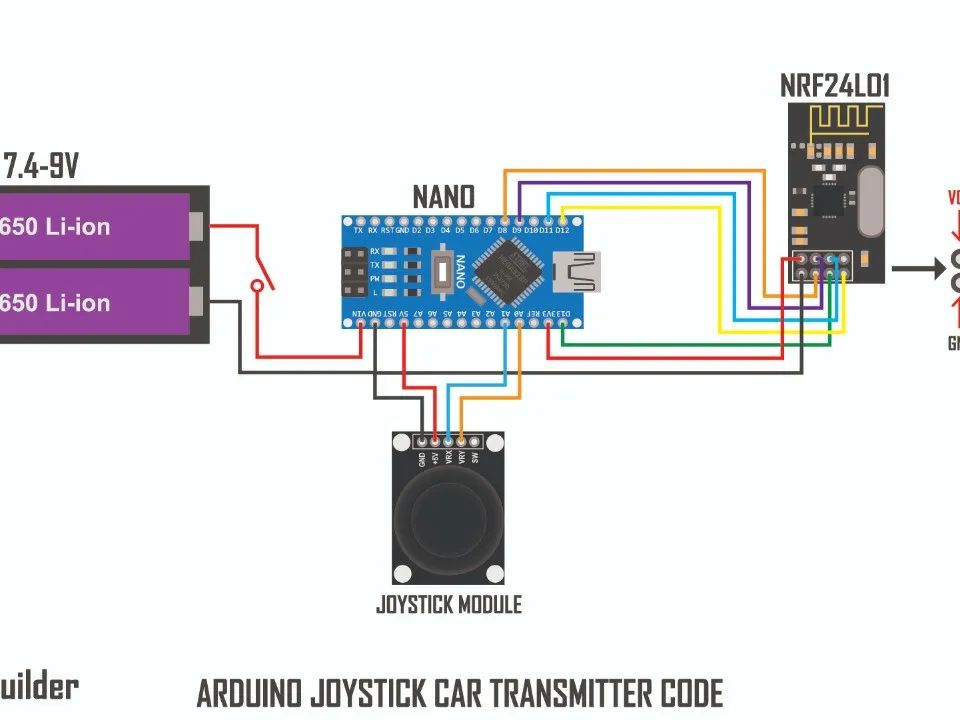 NRF24L01
7.4-9V
650 Li-ion
650 Li-ion
NANO
TX RX RST GND D2 D3 D4 D5 D6 D7 D8 D9 D10 D11 D12
RX
TX
PW
L
NANO
VIN GND RST 5V A7 A6 A5 A4 A3 A2 A1 A0 REF 3V3 D13
GND +5V VRX VRY SW
JOYSTICK MODULE
uilder
ARDUINO JOYSTICK CAR TRANSMITTER CODE